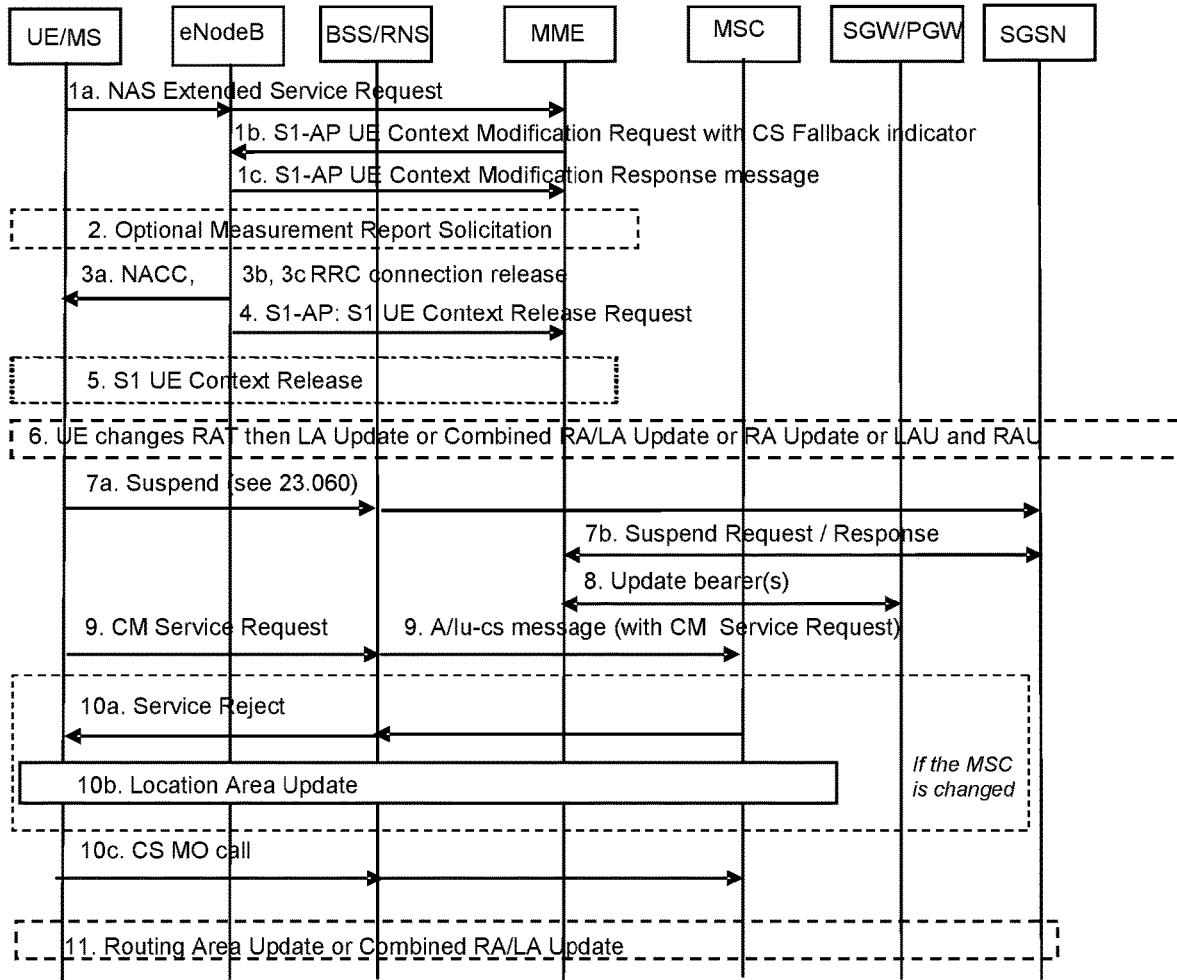 UE/MS
eNodeB
BSS/RNS
MME
MSC
SGW/PGW
SGSN
1a. NAS Extended Service Request
1b. S1-AP UE Context Modification Request with CS Fallback indicator
1c. S1-AP UE Context Modification Response message
2. Optional Measurement Report Solicitation
3a. NACC,
3b, 3c RRC connection release
4. S1-AP: S1 UE Context Release Request
5. S1 UE Context Release
6. UE changes RAT then LA Update or Combined RA/LA Update or RA Update or LAU and RAU
7a. Suspend (see 23.060)
7b. Suspend Request / Response
8. Update bearer(s)
9. CM Service Request
9. A/Iu-cs message (with CM Service Request)
10a. Service Reject
10b. Location Area Update
If the MSC
is changed
10c. CS MO call
11. Routing Area Update or Combined RA/LA Update